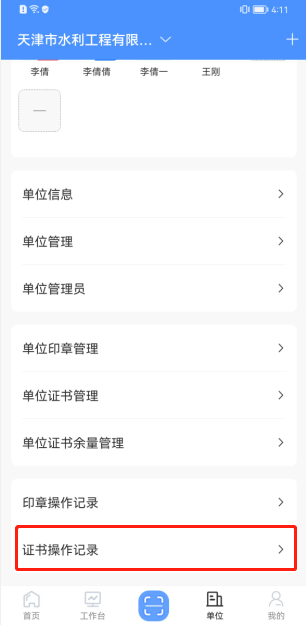 4:11
天津市水利工程有限...
李倩
李倩倩
李倩一
王刚
单位信息
单位管理
单位管理员
单位印章管理
单位证书管理
单位证书余量管理
印章操作记录
证书操作记录
首页
工作台
单位
我的